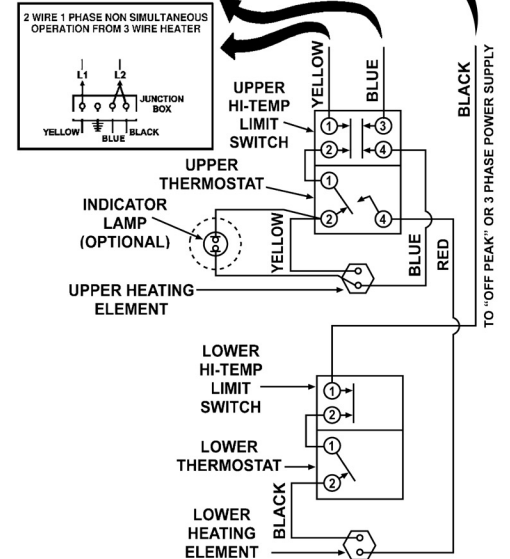 2 WIRE 1 PHASE NON SIMULTANEOUS
OPERATION FROM 3 WIRE HEATER
L1
L2
JUNCTION
BOX
YELLOW
BLUE
BLACK
YELLOW
BLUE
BLACK
TO "OFF PEAK" OR 3 PHASE POWER SUPPLY
UPPER
HI-TEMP
LIMIT
SWITCH
1
3
2
4
UPPER
THERMOSTAT
1
2
4
INDICATOR
LAMP
(OPTIONAL)
YELLOW
BLUE
RED
UPPER HEATING
ELEMENT
LOWER
HI-TEMP
LIMIT
SWITCH
1
2
LOWER
THERMOSTAT
1
2
BLACK
LOWER
HEATING
ELEMENT